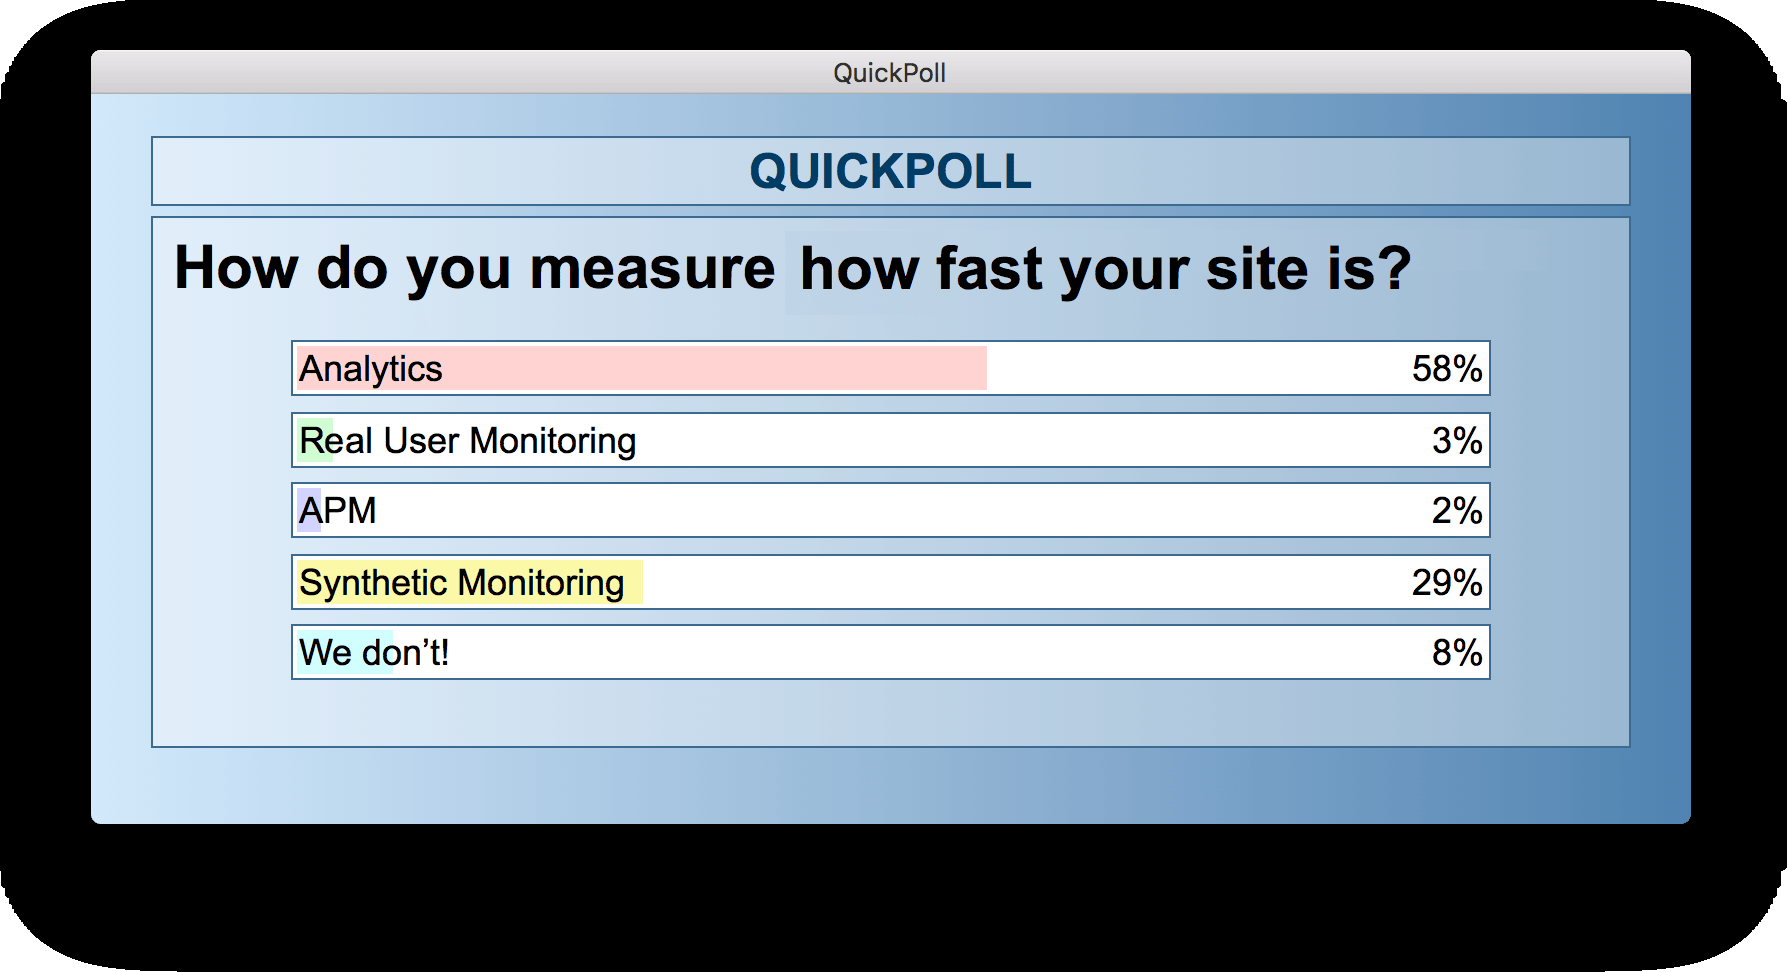 QuickPoll
QUICKPOLL
How do you measure how fast your site is?
Analytics 58%
Real User Monitoring 3%
APM 2%
Synthetic Monitoring 29%
We don’t! 8%